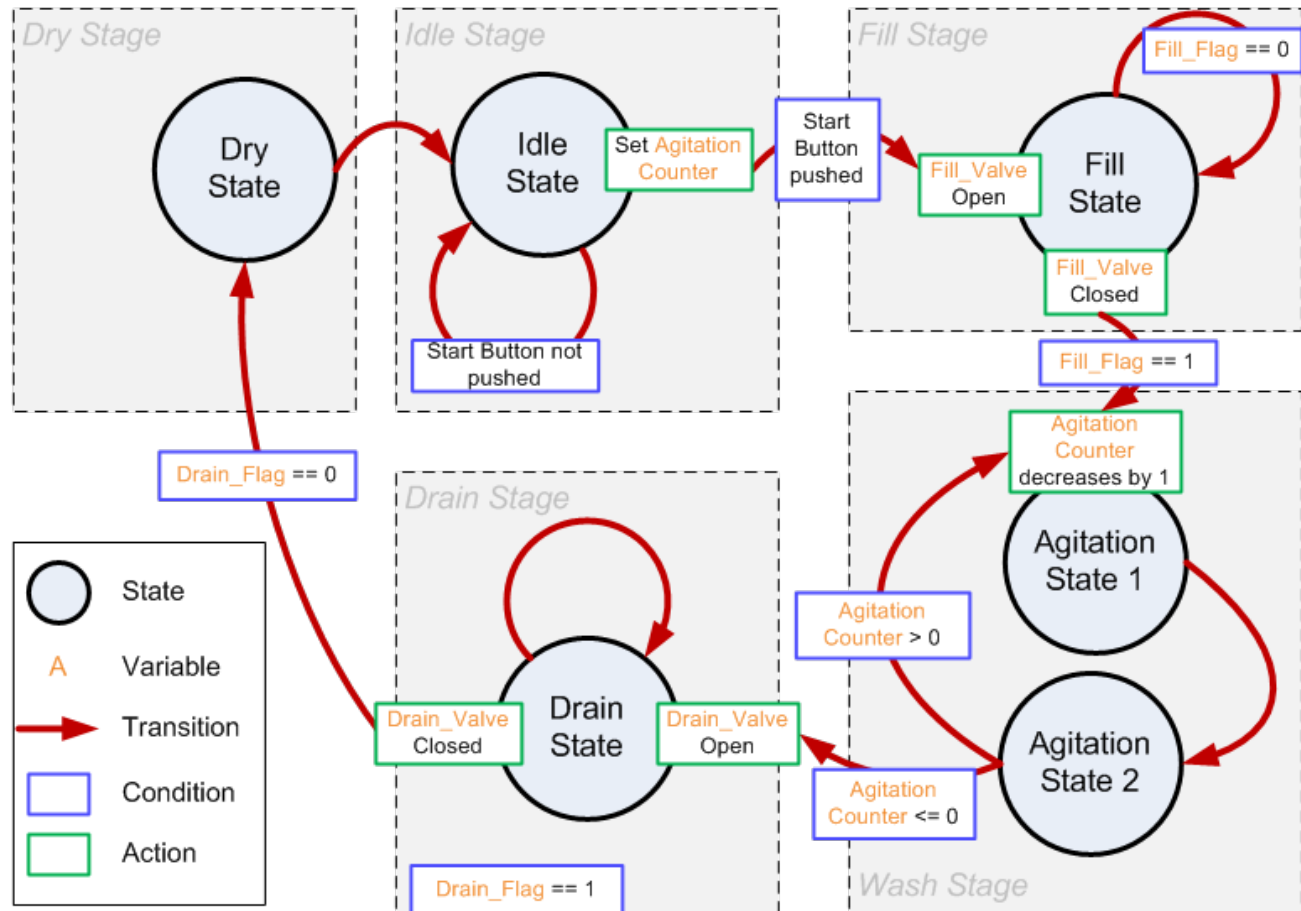 Dry Stage
Dry
State
Idle Stage
Idle
State
Set Agitation
Counter
Start Button not
pushed
Start
Button
pushed
Fill Stage
Fill_Flag == 0
Fill_Valve
Open
Fill
State
Fill_Valve
Closed
Fill_Flag == 1
Agitation
Counter
decreases by 1
Agitation
State 1
Agitation
Counter > 0
Agitation
State 2
Agitation
Counter <= 0
Wash Stage
Drain Stage
Drain_Valve
Open
Drain
State
Drain_Valve
Closed
Drain_Flag == 1
Drain_Flag == 0
State
A Variable
Transition
Condition
Action